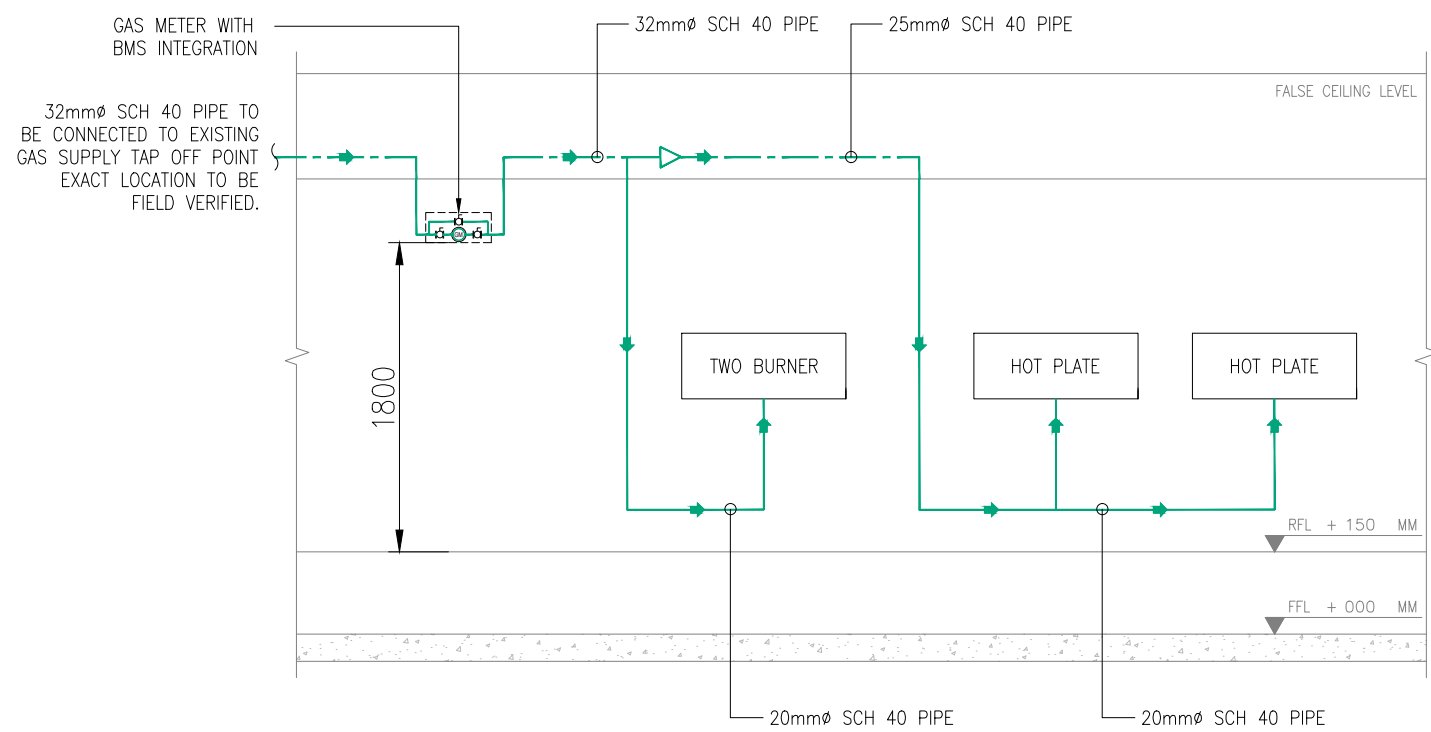 GAS METER WITH
BMS INTEGRATION
32mmø SCH 40 PIPE
25mmø SCH 40 PIPE
FALSE CEILING LEVEL
32mmø SCH 40 PIPE TO
BE CONNECTED TO EXISTING
GAS SUPPLY TAP OFF POINT
EXACT LOCATION TO BE
FIELD VERIFIED.
GM
1800
TWO BURNER
HOT PLATE
HOT PLATE
RFL + 150 MM
FFL + 000 MM
20mmø SCH 40 PIPE
20mmø SCH 40 PIPE